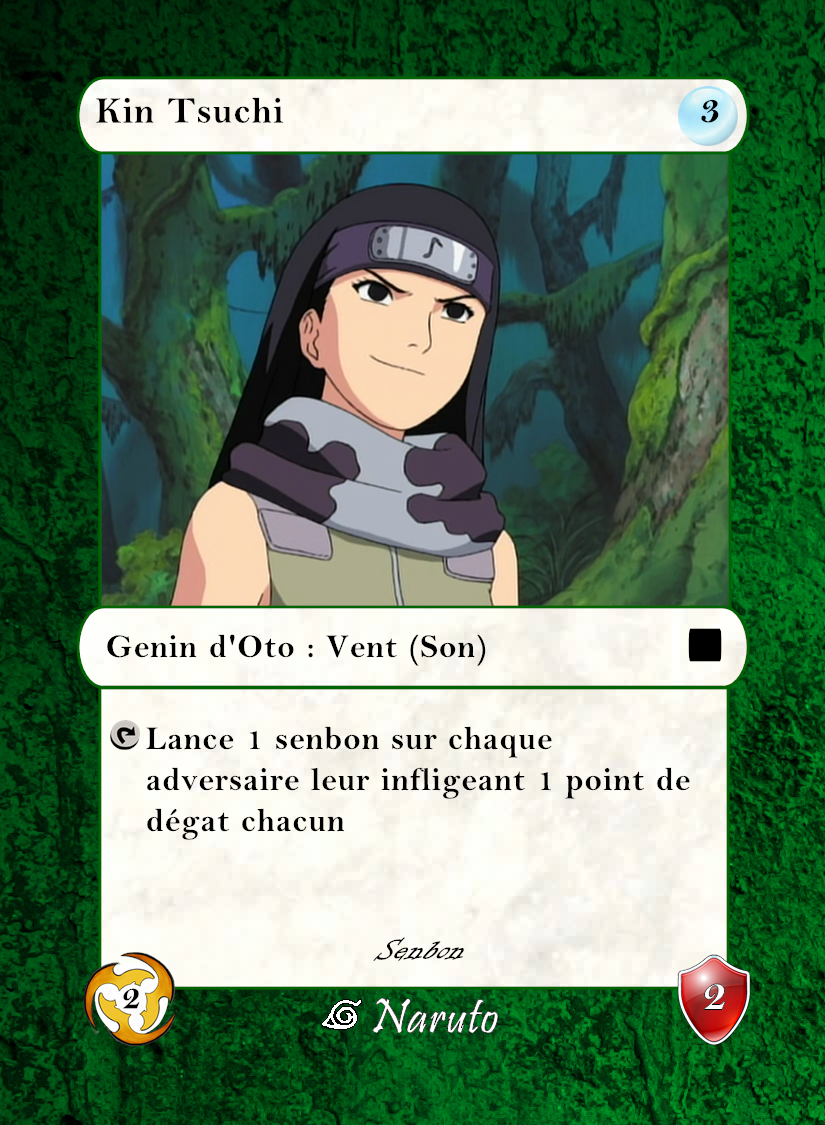 Kin Tsuchi
3
Genin d'Oto : Vent (Son)
Lance 1 senbon sur chaque
adversaire leur infligeant 1 point de
dégat chacun
Senbon
2
Naruto
2